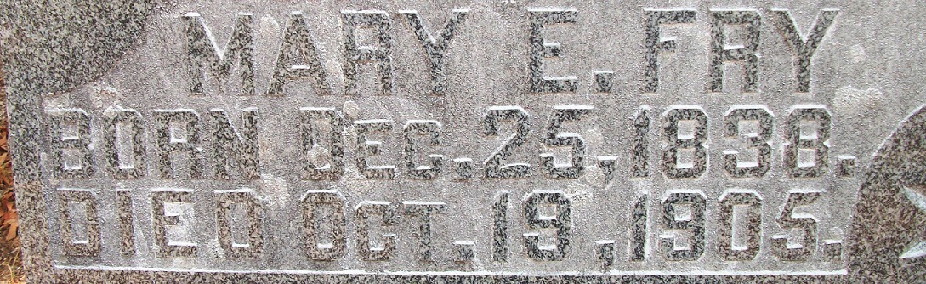 MARY E. FRY
BORN DEC. 25, 1838.
DIED OCT. 19, 1905.